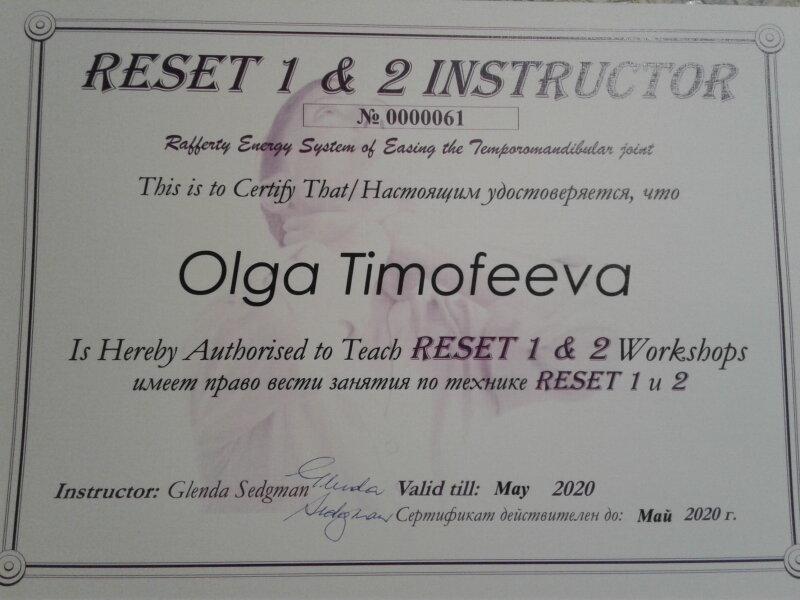 RESET 1 & 2 INSTRUCTOR
№ 0000061
Rafferty Energy System of Easing the Temporomandibular joint
This is to Certify That/Настоящим удостоверяется, что
Olga Timofeeva
Is Hereby Authorised to Teach RESET 1 & 2 Workshops
имеет право вести занятия по технике RESET 1 и 2
Instructor: Glenda Sedgman Glenda Sedgman Valid till: May 2020
Сертификат действителен до: Май 2020 г.